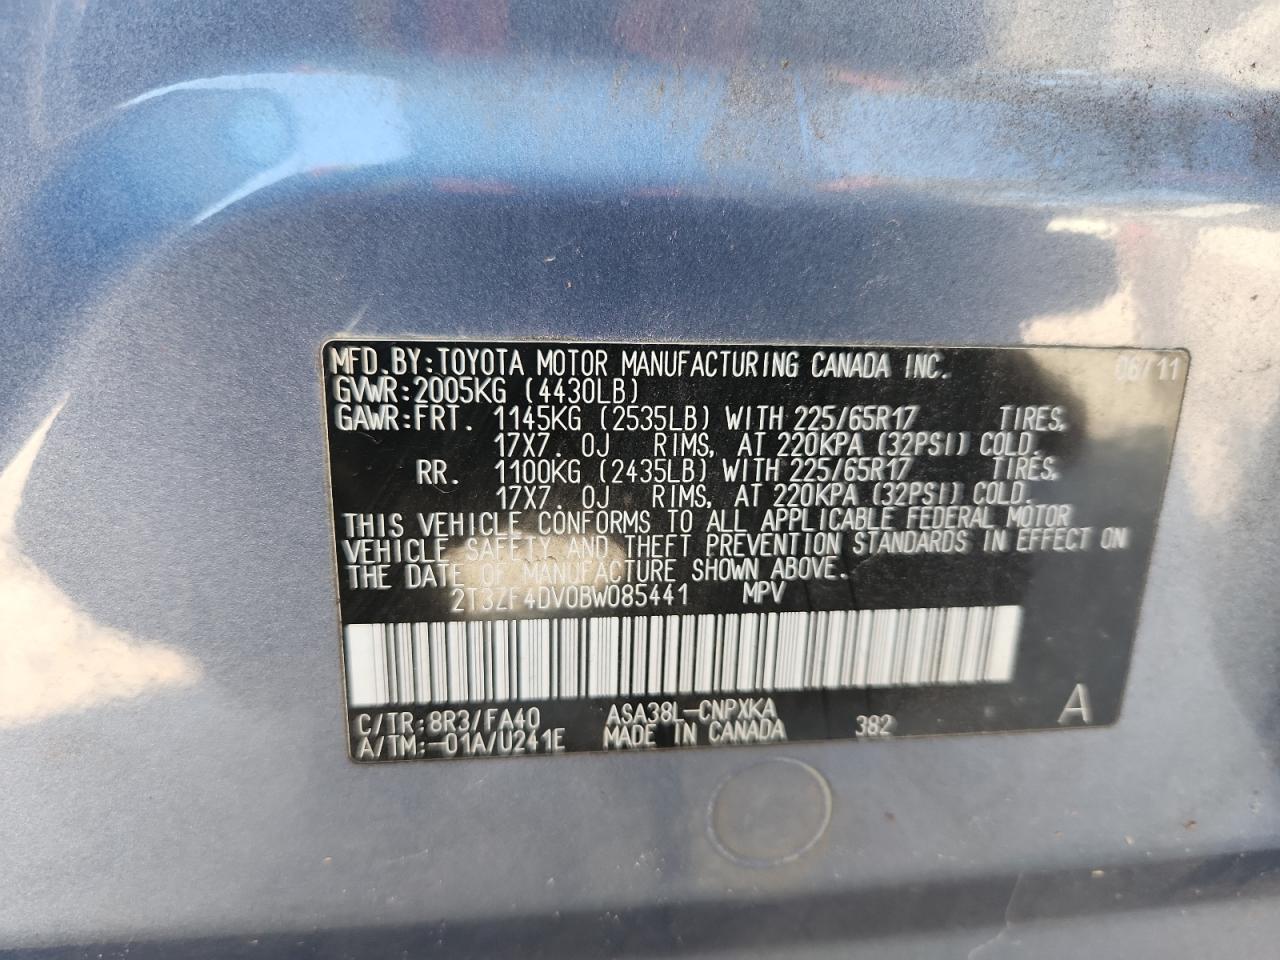 MFD.BY:TOYOTA MOTOR MANUFACTURING CANADA INC. 06/11
GVWR:2005KG (4430LB)
GAWR:FRT. 1145KG (2535LB) WITH 225/65R17 TIRES,
17X7.0J RIMS, AT 220KPA (32PSI) COLD.
RR. 1100KG (2435LB) WITH 225/65R17 TIRES,
17X7.0J RIMS, AT 220KPA (32PSI) COLD.
THIS VEHICLE CONFORMS TO ALL APPLICABLE FEDERAL MOTOR
VEHICLE SAFETY AND THEFT PREVENTION STANDARDS IN EFFECT ON
THE DATE OF MANUFACTURE SHOWN ABOVE.
2T3ZF4DV0BW085441 MPV
C/TR:8R3/FA40 ASA38L-CNPXKA
A/TM:-01A/U241E MADE IN CANADA 382 A